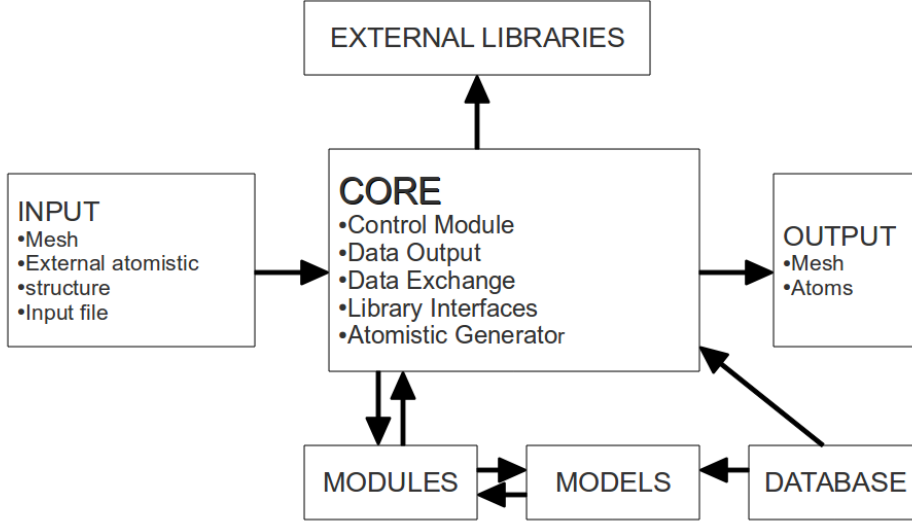 EXTERNAL LIBRARIES
INPUT
•Mesh
•External atomistic
•structure
•Input file
CORE
•Control Module
•Data Output
•Data Exchange
•Library Interfaces
•Atomistic Generator
OUTPUT
•Mesh
•Atoms
MODULES
MODELS
DATABASE